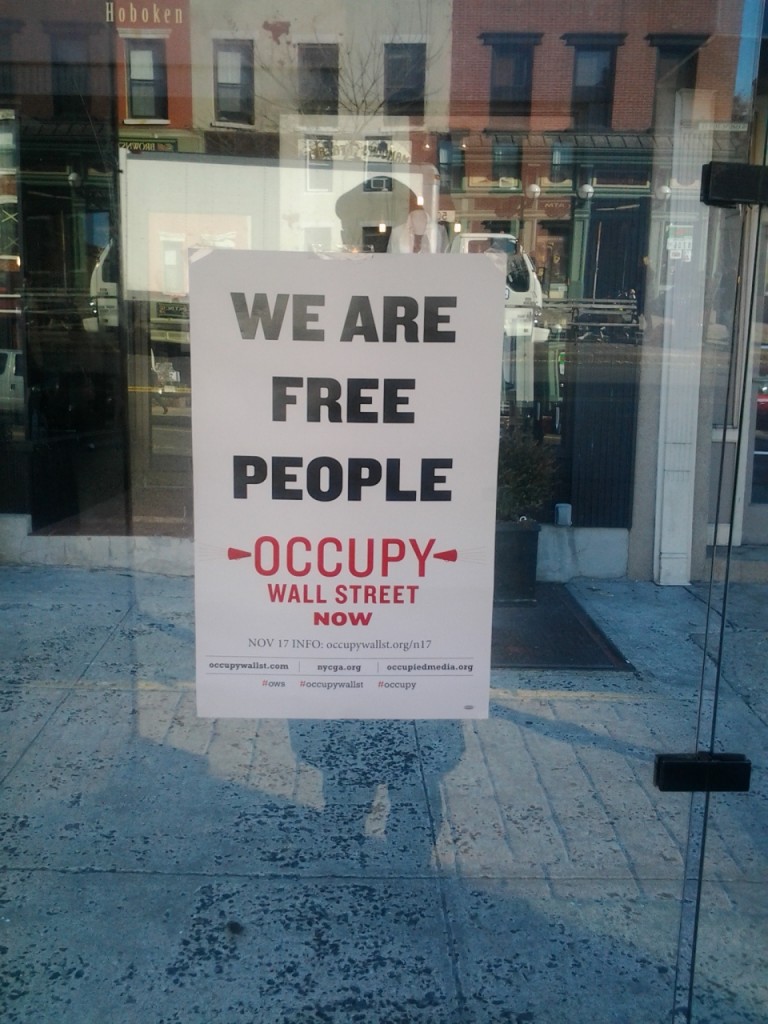 Hoboken
WE ARE
FREE
PEOPLE
OCCUPY
WALL STREET
NOW
NOV 17 INFO: occupywallst.org/n17
occupywallst.com nycga.org occupiedmedia.org
#ows #occupywallst #occupy